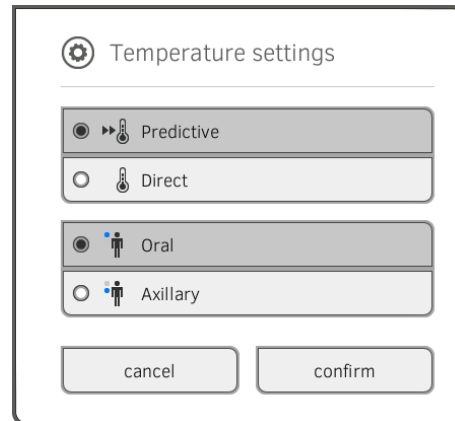 Temperature settings
Predictive
Direct
Oral
Axillary
cancel
confirm